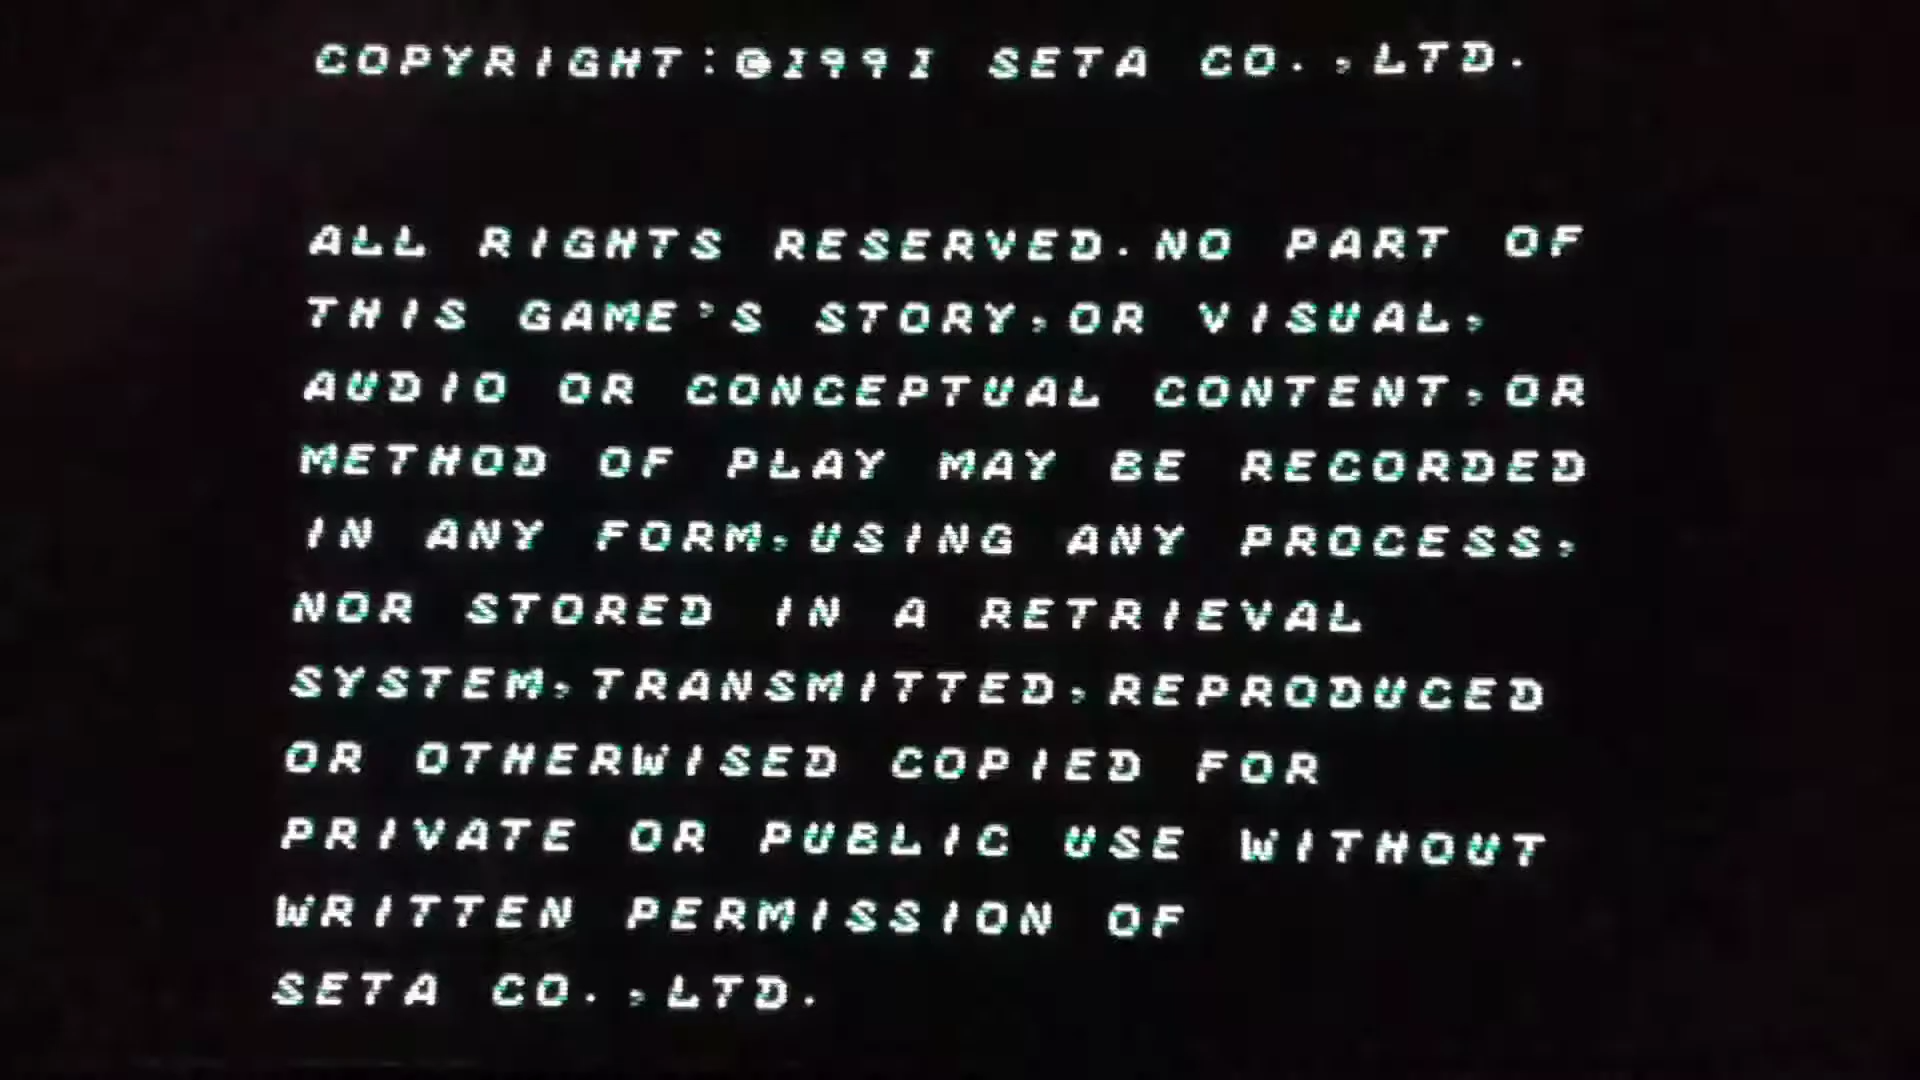 COPYRIGHT:©1991 SETA CO.,LTD.
ALL RIGHTS RESERVED.NO PART OF
THIS GAME'S STORY,OR VISUAL,
AUDIO OR CONCEPTUAL CONTENT,OR
METHOD OF PLAY MAY BE RECORDED
IN ANY FORM,USING ANY PROCESS,
NOR STORED IN A RETRIEVAL
SYSTEM,TRANSMITTED,REPRODUCED
OR OTHERWISED COPIED FOR
PRIVATE OR PUBLIC USE WITHOUT
WRITTEN PERMISSION OF
SETA CO.,LTD.